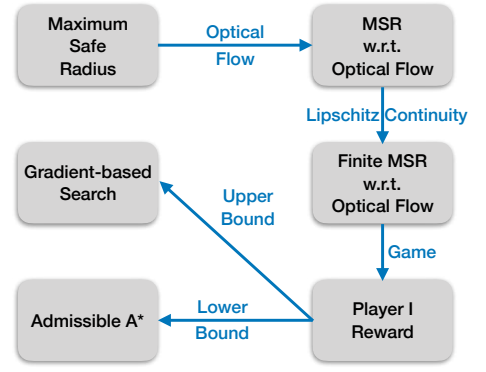 Maximum
Safe
Radius
Optical
Flow
MSR
w.r.t.
Optical Flow
Lipschitz Continuity
Gradient-based
Search
Upper
Bound
Finite MSR
w.r.t.
Optical Flow
Game
Admissible A*
Lower
Bound
Player I
Reward